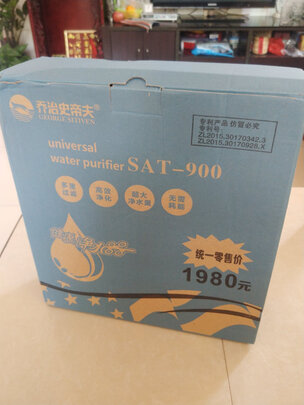 乔治史帝夫
GEORGE STIVEN
专利产品 仿冒必究
专利号:
ZL2015.30170342.3
ZL2015.30170928.X
universal
water purifier SAT-900
多重
过滤
高效
净化
超大
净水量
无需
耗能
统一零售价
1980元